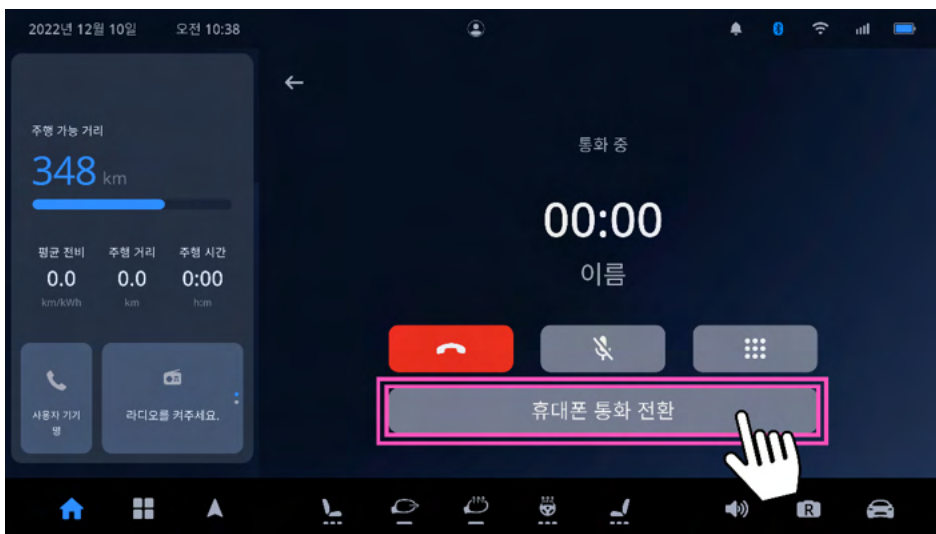 2022년 12월 10일 오전 10:38
주행 가능 거리
348 km
평균 전비 주행 거리 주행 시간
0.0 0.0 0:00
km/kWh km h:m
사용자 기기
명
라디오를 켜주세요.
통화 중
00:00
이름
휴대폰 통화 전환
R